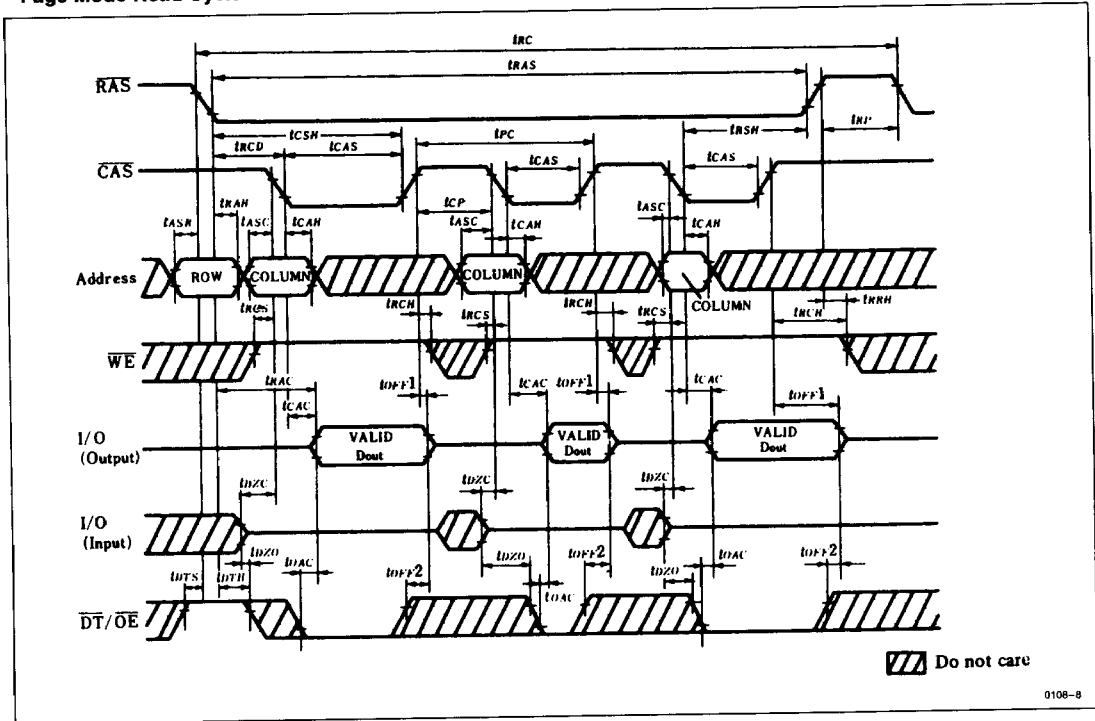 Page Mode Read Cycle
tRC
tRAS
RAS
tCSH
tPC
tRSH
tRP
tRCD
tCAS
tCAS
tCAS
CAS
tCP
tASR
tRAH
tASC
tCAH
tASC
tCAH
tASC
tCAH
Address
ROW
COLUMN
COLUMN
COLUMN
tRCS
tRCH
tRCS
tRCH
tRCS
tRCH
tRRH
WE
tRAC
tCAC
tOFF1
tCAC
tOFF1
tCAC
tOFF1
I/O
(Output)
VALID
Dout
VALID
Dout
VALID
Dout
tDZC
tDZC
tDZC
I/O
(Input)
tDTS
tDTH
tDZO
tOAC
tOFF2
tDZO
tOAC
tOFF2
tDZO
tOAC
tOFF2
DT/OE
Do not care
0108-8